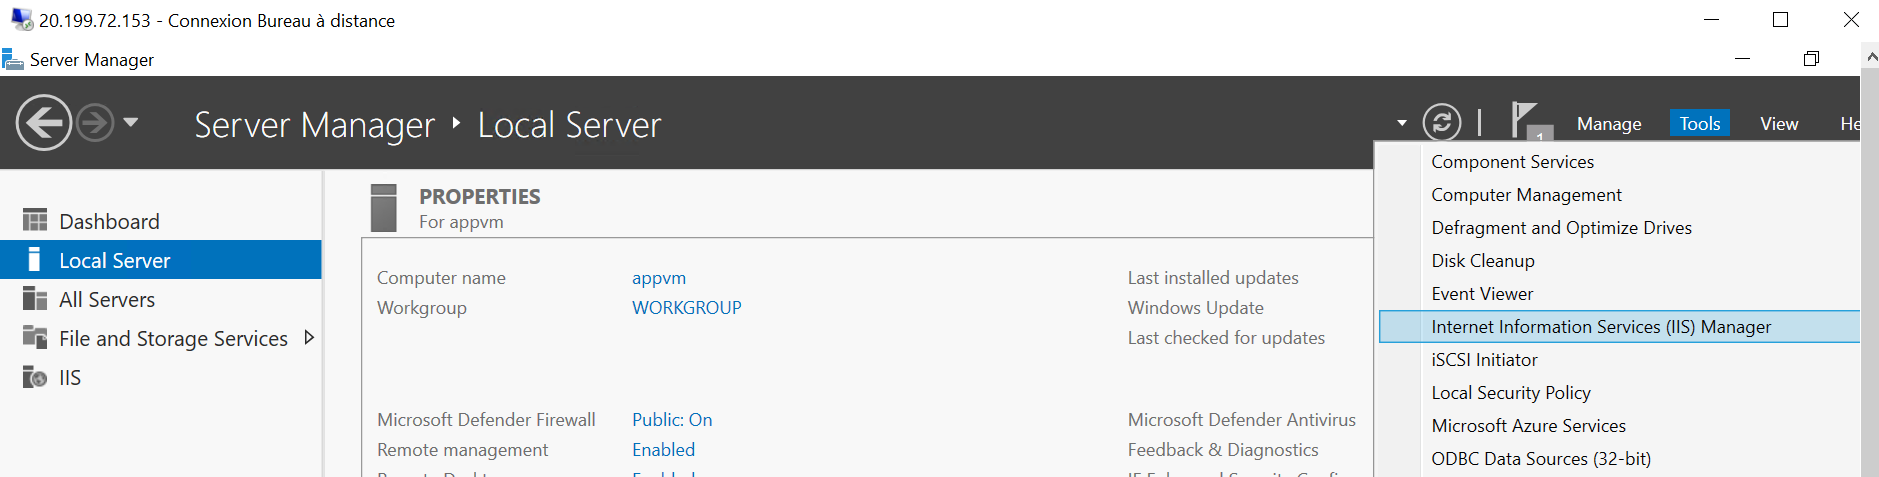 20.199.72.153 - Connexion Bureau à distance
Server Manager
Server Manager ‣ Local Server
1
Manage Tools View He
Dashboard
Local Server
All Servers
File and Storage Services
IIS
PROPERTIES
For appvm
Computer name appvm
Workgroup WORKGROUP
Microsoft Defender Firewall Public: On
Remote management Enabled
Last installed updates
Windows Update
Last checked for updates
Microsoft Defender Antivirus
Feedback & Diagnostics
Component Services
Computer Management
Defragment and Optimize Drives
Disk Cleanup
Event Viewer
Internet Information Services (IIS) Manager
iSCSI Initiator
Local Security Policy
Microsoft Azure Services
ODBC Data Sources (32-bit)